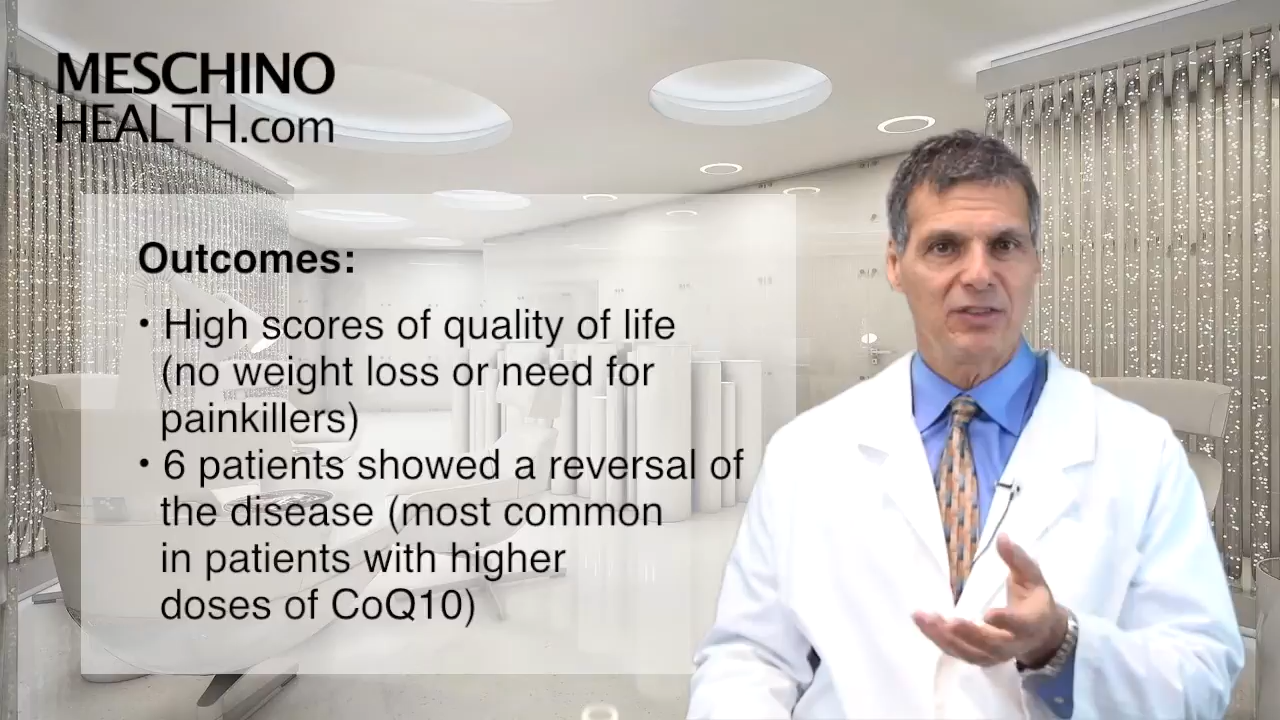 MESCHINO
HEALTH.com
Outcomes:
• High scores of quality of life
(no weight loss or need for
painkillers)
• 6 patients showed a reversal of
the disease (most common
in patients with higher
doses of CoQ10)